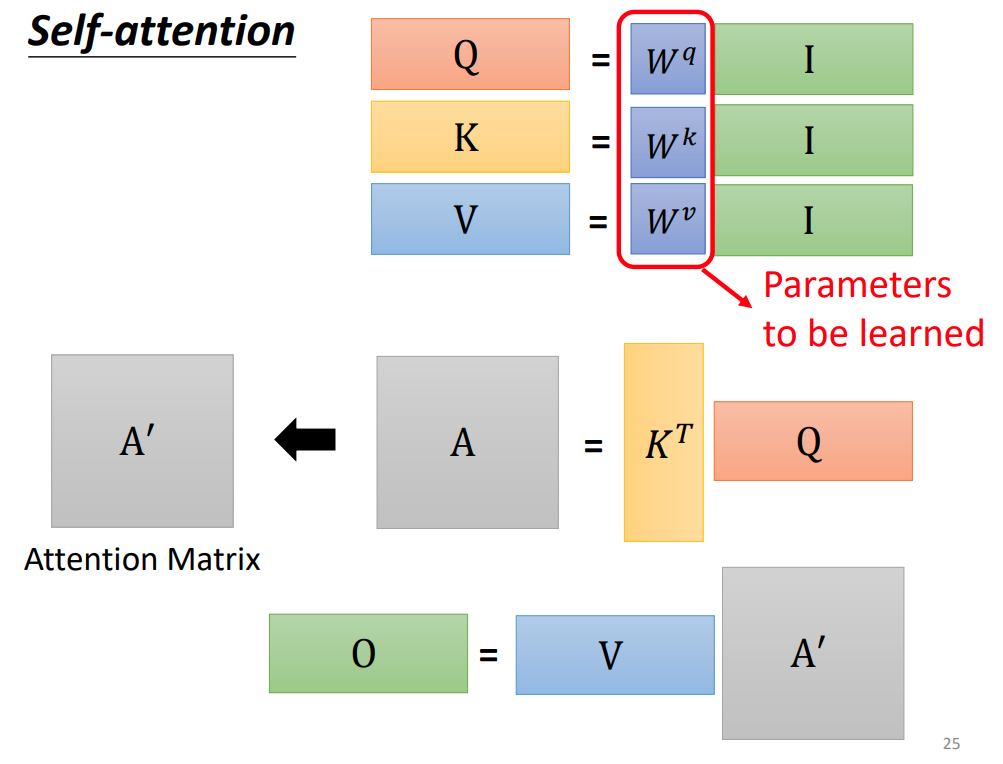 Self-attention
Q = W^q I
K = W^k I
V = W^v I
Parameters
to be learned
A′ A = K^T Q
Attention Matrix
O = V A′
25